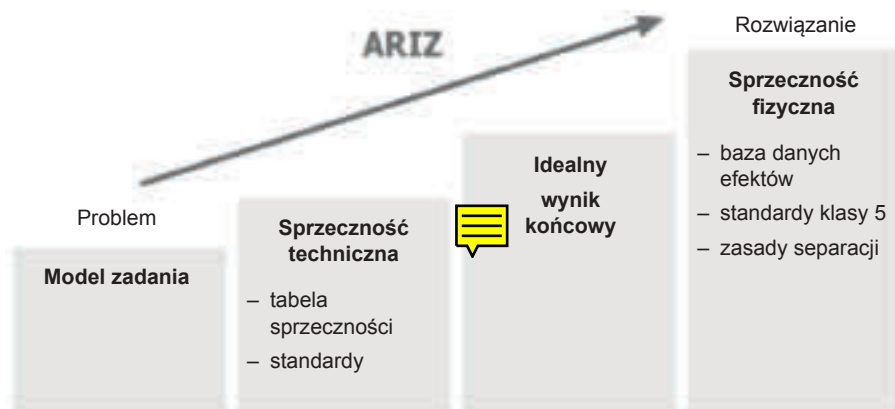 ARIZ
Problem
Model zadania
Sprzeczność
techniczna
– tabela
sprzeczności
– standardy
Idealny
wynik
końcowy
Rozwiązanie
Sprzeczność
fizyczna
– baza danych
efektów
– standardy klasy 5
– zasady separacji